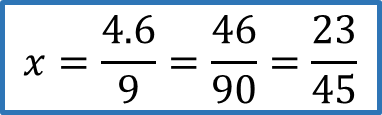 x = 4.6/9 = 46/90 = 23/45